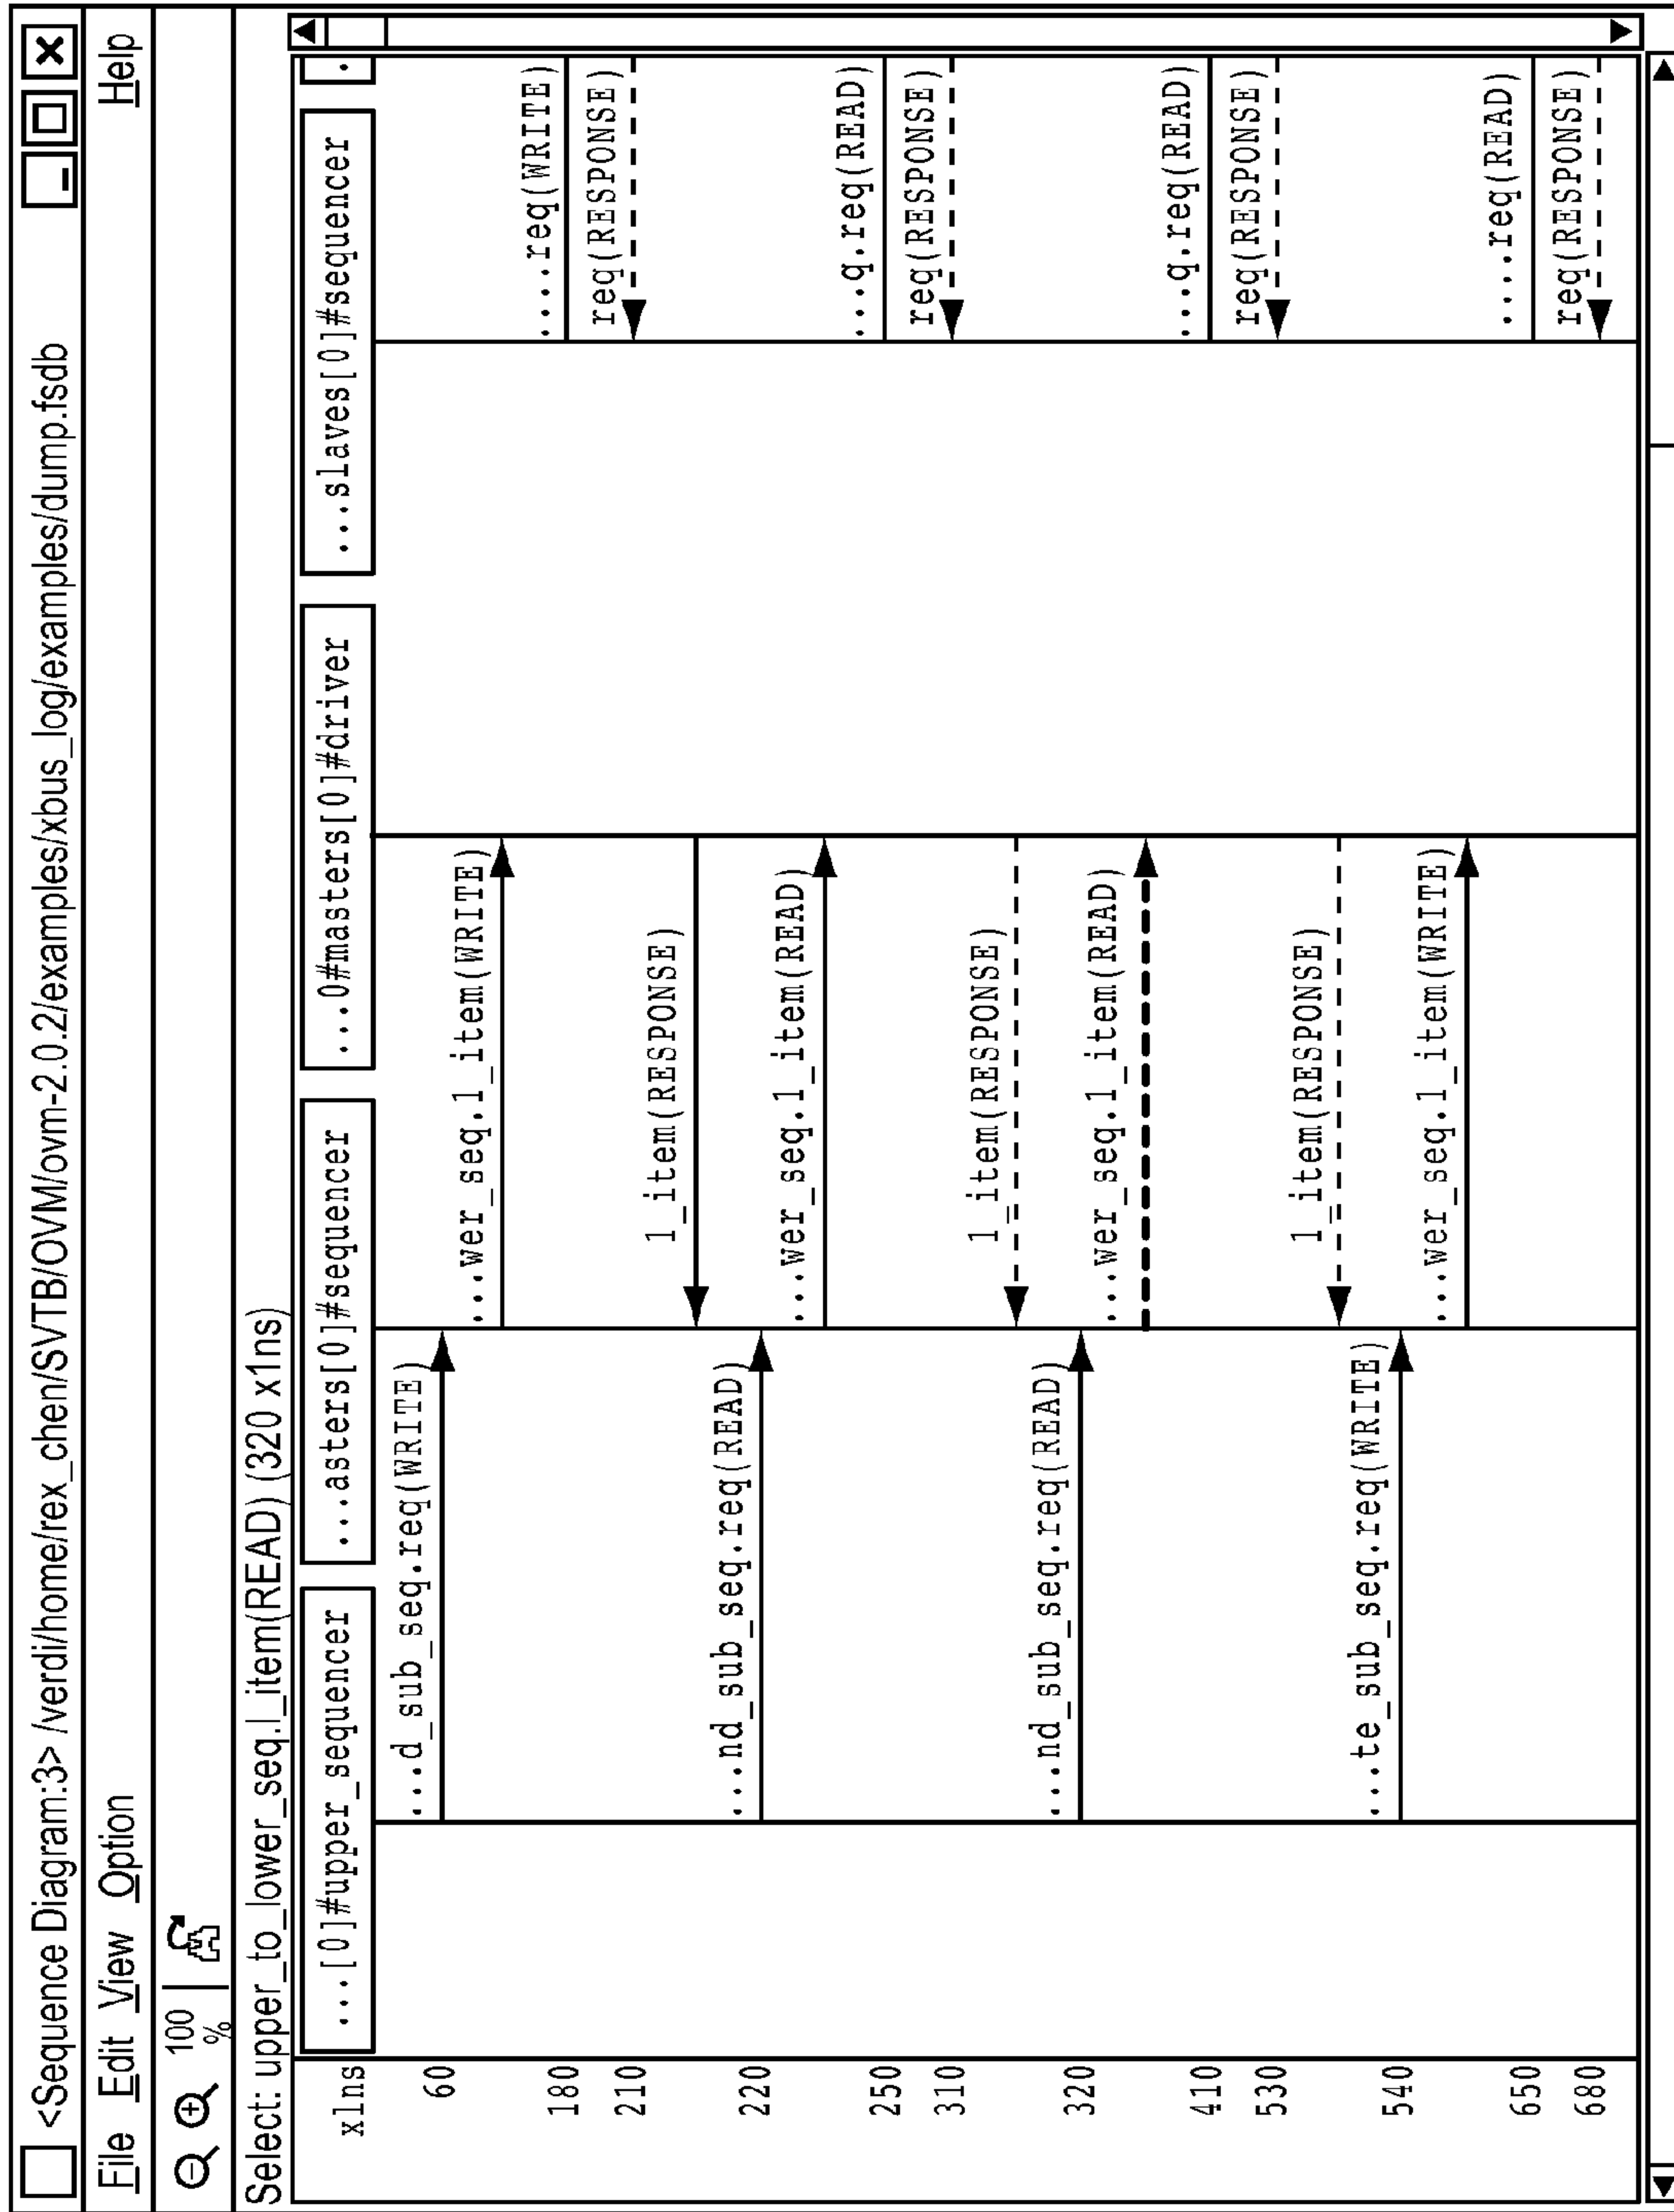 <Sequence Diagram:3> /verdi/home/rex_chen/SVTB/OVM/ovm-2.0.2/examples/xbus_log/examples/dump.fsdb
File Edit View Option Help
100
%
Select: upper_to_lower_seq.l_item(READ) (320 x1ns)
x1ns ...[0]#upper_sequencer ...asters[0]#sequencer ...0#masters[0]#driver ...slaves[0]#sequencer .
60 ...d_sub_seq.req(WRITE)
...wer_seq.l_item(WRITE)
180 ....req(WRITE)
210 req(RESPONSE)
l_item(RESPONSE)
220 ...nd_sub_seq.req(READ)
...wer_seq.l_item(READ)
250 ...q.req(READ)
310 req(RESPONSE)
l_item(RESPONSE)
320 ...nd_sub_seq.req(READ)
...wer_seq.l_item(READ)
410 ...q.req(READ)
530 req(RESPONSE)
l_item(RESPONSE)
540 ...te_sub_seq.req(WRITE)
...wer_seq.l_item(WRITE)
650 ....req(READ)
680 req(RESPONSE)